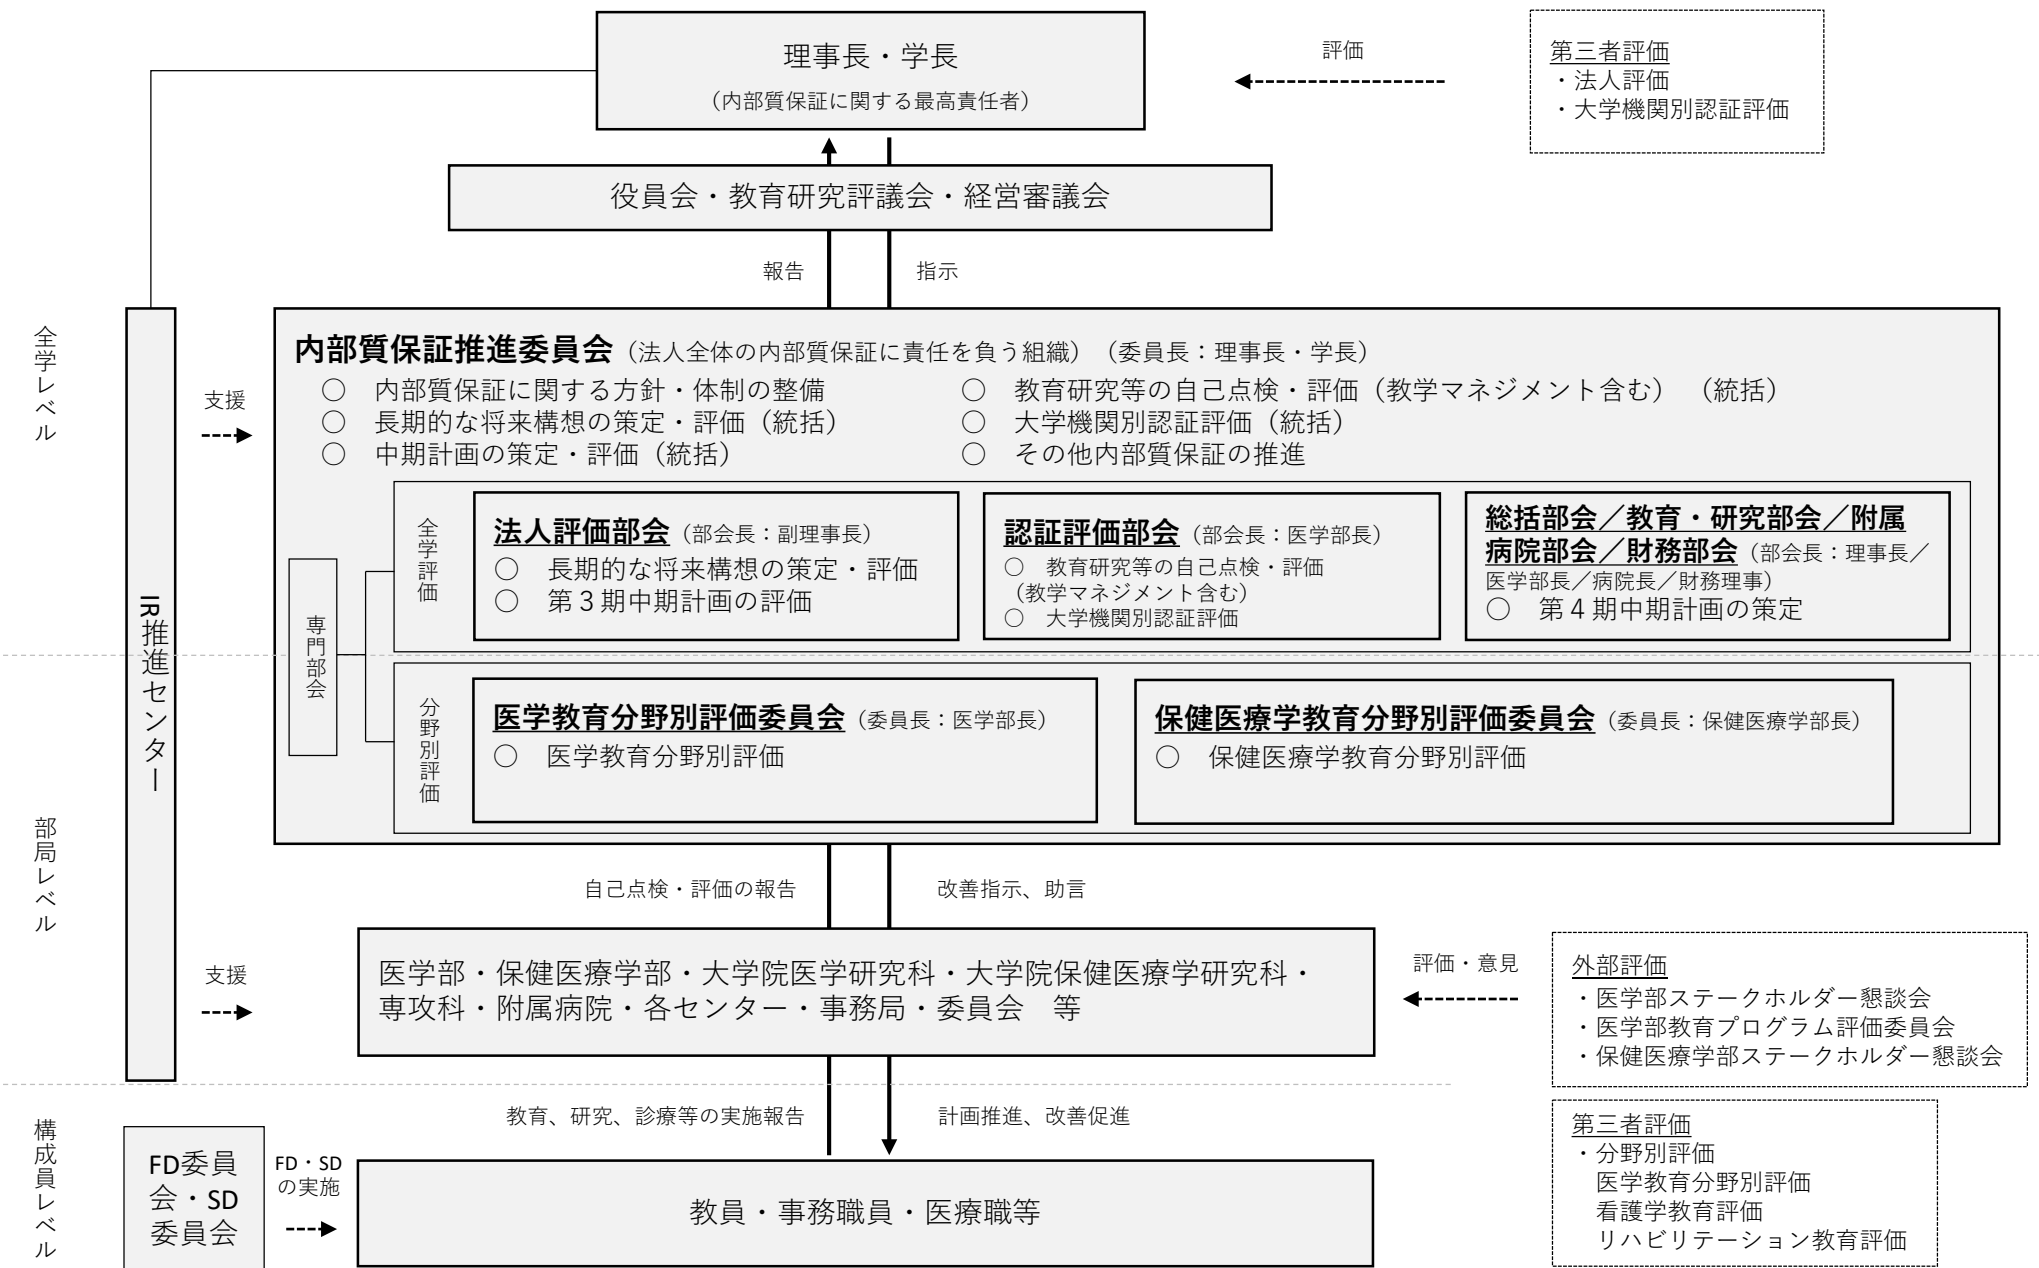 理事長・学長
（内部質保証に関する最高責任者）
評価
第三者評価
・法人評価
・大学機関別認証評価
役員会・教育研究評議会・経営審議会
報告
指示
全学レベル
IR推進センター
支援
内部質保証推進委員会（法人全体の内部質保証に責任を負う組織）（委員長：理事長・学長）
○ 内部質保証に関する方針・体制の整備
○ 長期的な将来構想の策定・評価（統括）
○ 中期計画の策定・評価（統括）
○ 教育研究等の自己点検・評価（教学マネジメント含む）（統括）
○ 大学機関別認証評価（統括）
○ その他内部質保証の推進
専門部会
全学評価
法人評価部会（部会長：副理事長）
○ 長期的な将来構想の策定・評価
○ 第３期中期計画の評価
認証評価部会（部会長：医学部長）
○ 教育研究等の自己点検・評価
（教学マネジメント含む）
○ 大学機関別認証評価
総括部会／教育・研究部会／附属
病院部会／財務部会（部会長：理事長／
医学部長／病院長／財務理事）
○ 第４期中期計画の策定
分野別評価
医学教育分野別評価委員会（委員長：医学部長）
○ 医学教育分野別評価
保健医療学教育分野別評価委員会（委員長：保健医療学部長）
○ 保健医療学教育分野別評価
部局レベル
自己点検・評価の報告
改善指示、助言
支援
医学部・保健医療学部・大学院医学研究科・大学院保健医療学研究科・
専攻科・附属病院・各センター・事務局・委員会　等
評価・意見
外部評価
・医学部ステークホルダー懇談会
・医学部教育プログラム評価委員会
・保健医療学部ステークホルダー懇談会
教育、研究、診療等の実施報告
計画推進、改善促進
構成員レベル
FD委員
会・SD
委員会
FD・SD
の実施
教員・事務職員・医療職等
第三者評価
・分野別評価
医学教育分野別評価
看護学教育評価
リハビリテーション教育評価